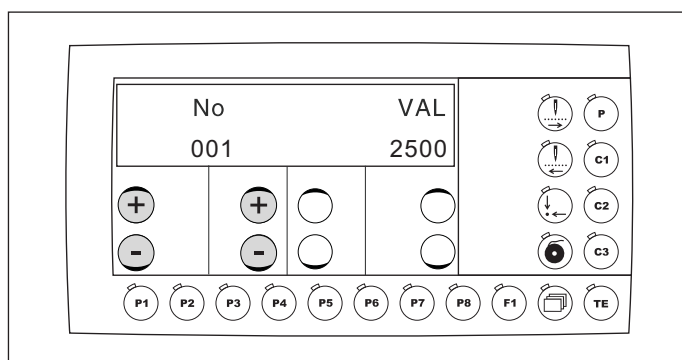 No VAL
001 2500
P
C1
C2
C3
+ +
- -
P1 P2 P3 P4 P5 P6 P7 P8 F1 TE